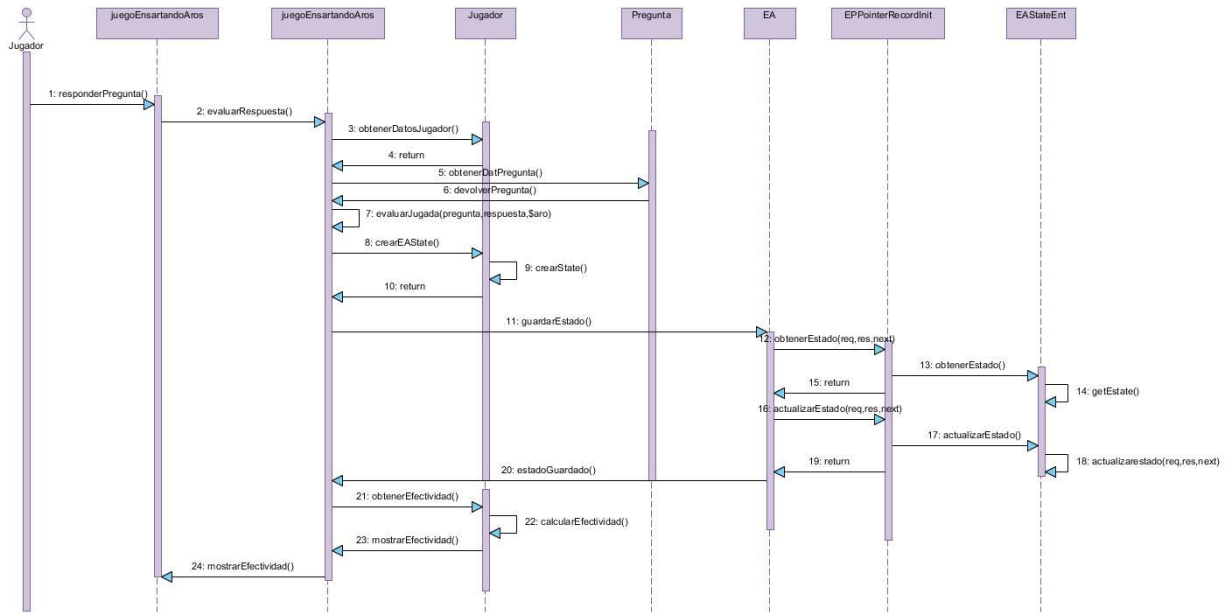 juegoEnsartandoAros
juegoEnsartandoAros
Jugador
Pregunta
EA
EPPointerRecordInit
EAStateEnt
Jugador
1: responderPregunta()
2: evaluarRespuesta()
3: obtenerDatosJugador()
4: return
5: obtenerDatPregunta()
6: devolverPregunta()
7: evaluarJugada(pregunta,respuesta,$aro)
8: crearEAState()
9: crearState()
10: return
11: guardarEstado()
12: obtenerEstado(req,res,next)
13: obtenerEstado()
14: getEstate()
15: return
16: actualizarEstado(req,res,next)
17: actualizarEstado()
18: actualizarestado(req,res,next)
19: return
20: estadoGuardado()
21: obtenerEfectividad()
22: calcularEfectividad()
23: mostrarEfectividad()
24: mostrarEfectividad()